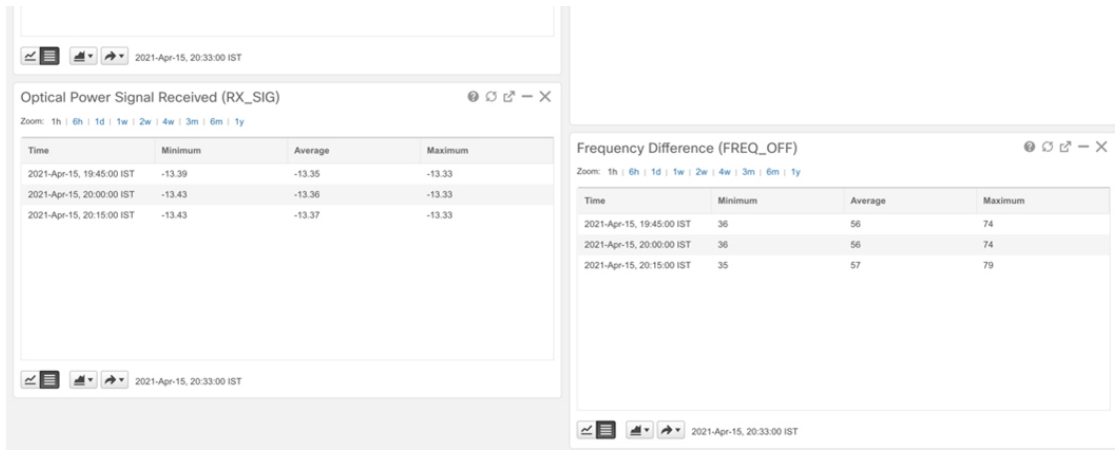 2021-Apr-15, 20:33:00 IST
Optical Power Signal Received (RX_SIG)
Zoom: 1h | 6h | 1d | 1w | 2w | 4w | 3m | 6m | 1y
Time Minimum Average Maximum
2021-Apr-15, 19:45:00 IST -13.39 -13.35 -13.33
2021-Apr-15, 20:00:00 IST -13.43 -13.36 -13.33
2021-Apr-15, 20:15:00 IST -13.43 -13.37 -13.33
2021-Apr-15, 20:33:00 IST
Frequency Difference (FREQ_OFF)
Zoom: 1h | 6h | 1d | 1w | 2w | 4w | 3m | 6m | 1y
Time Minimum Average Maximum
2021-Apr-15, 19:45:00 IST 36 56 74
2021-Apr-15, 20:00:00 IST 36 56 74
2021-Apr-15, 20:15:00 IST 35 57 79
2021-Apr-15, 20:33:00 IST